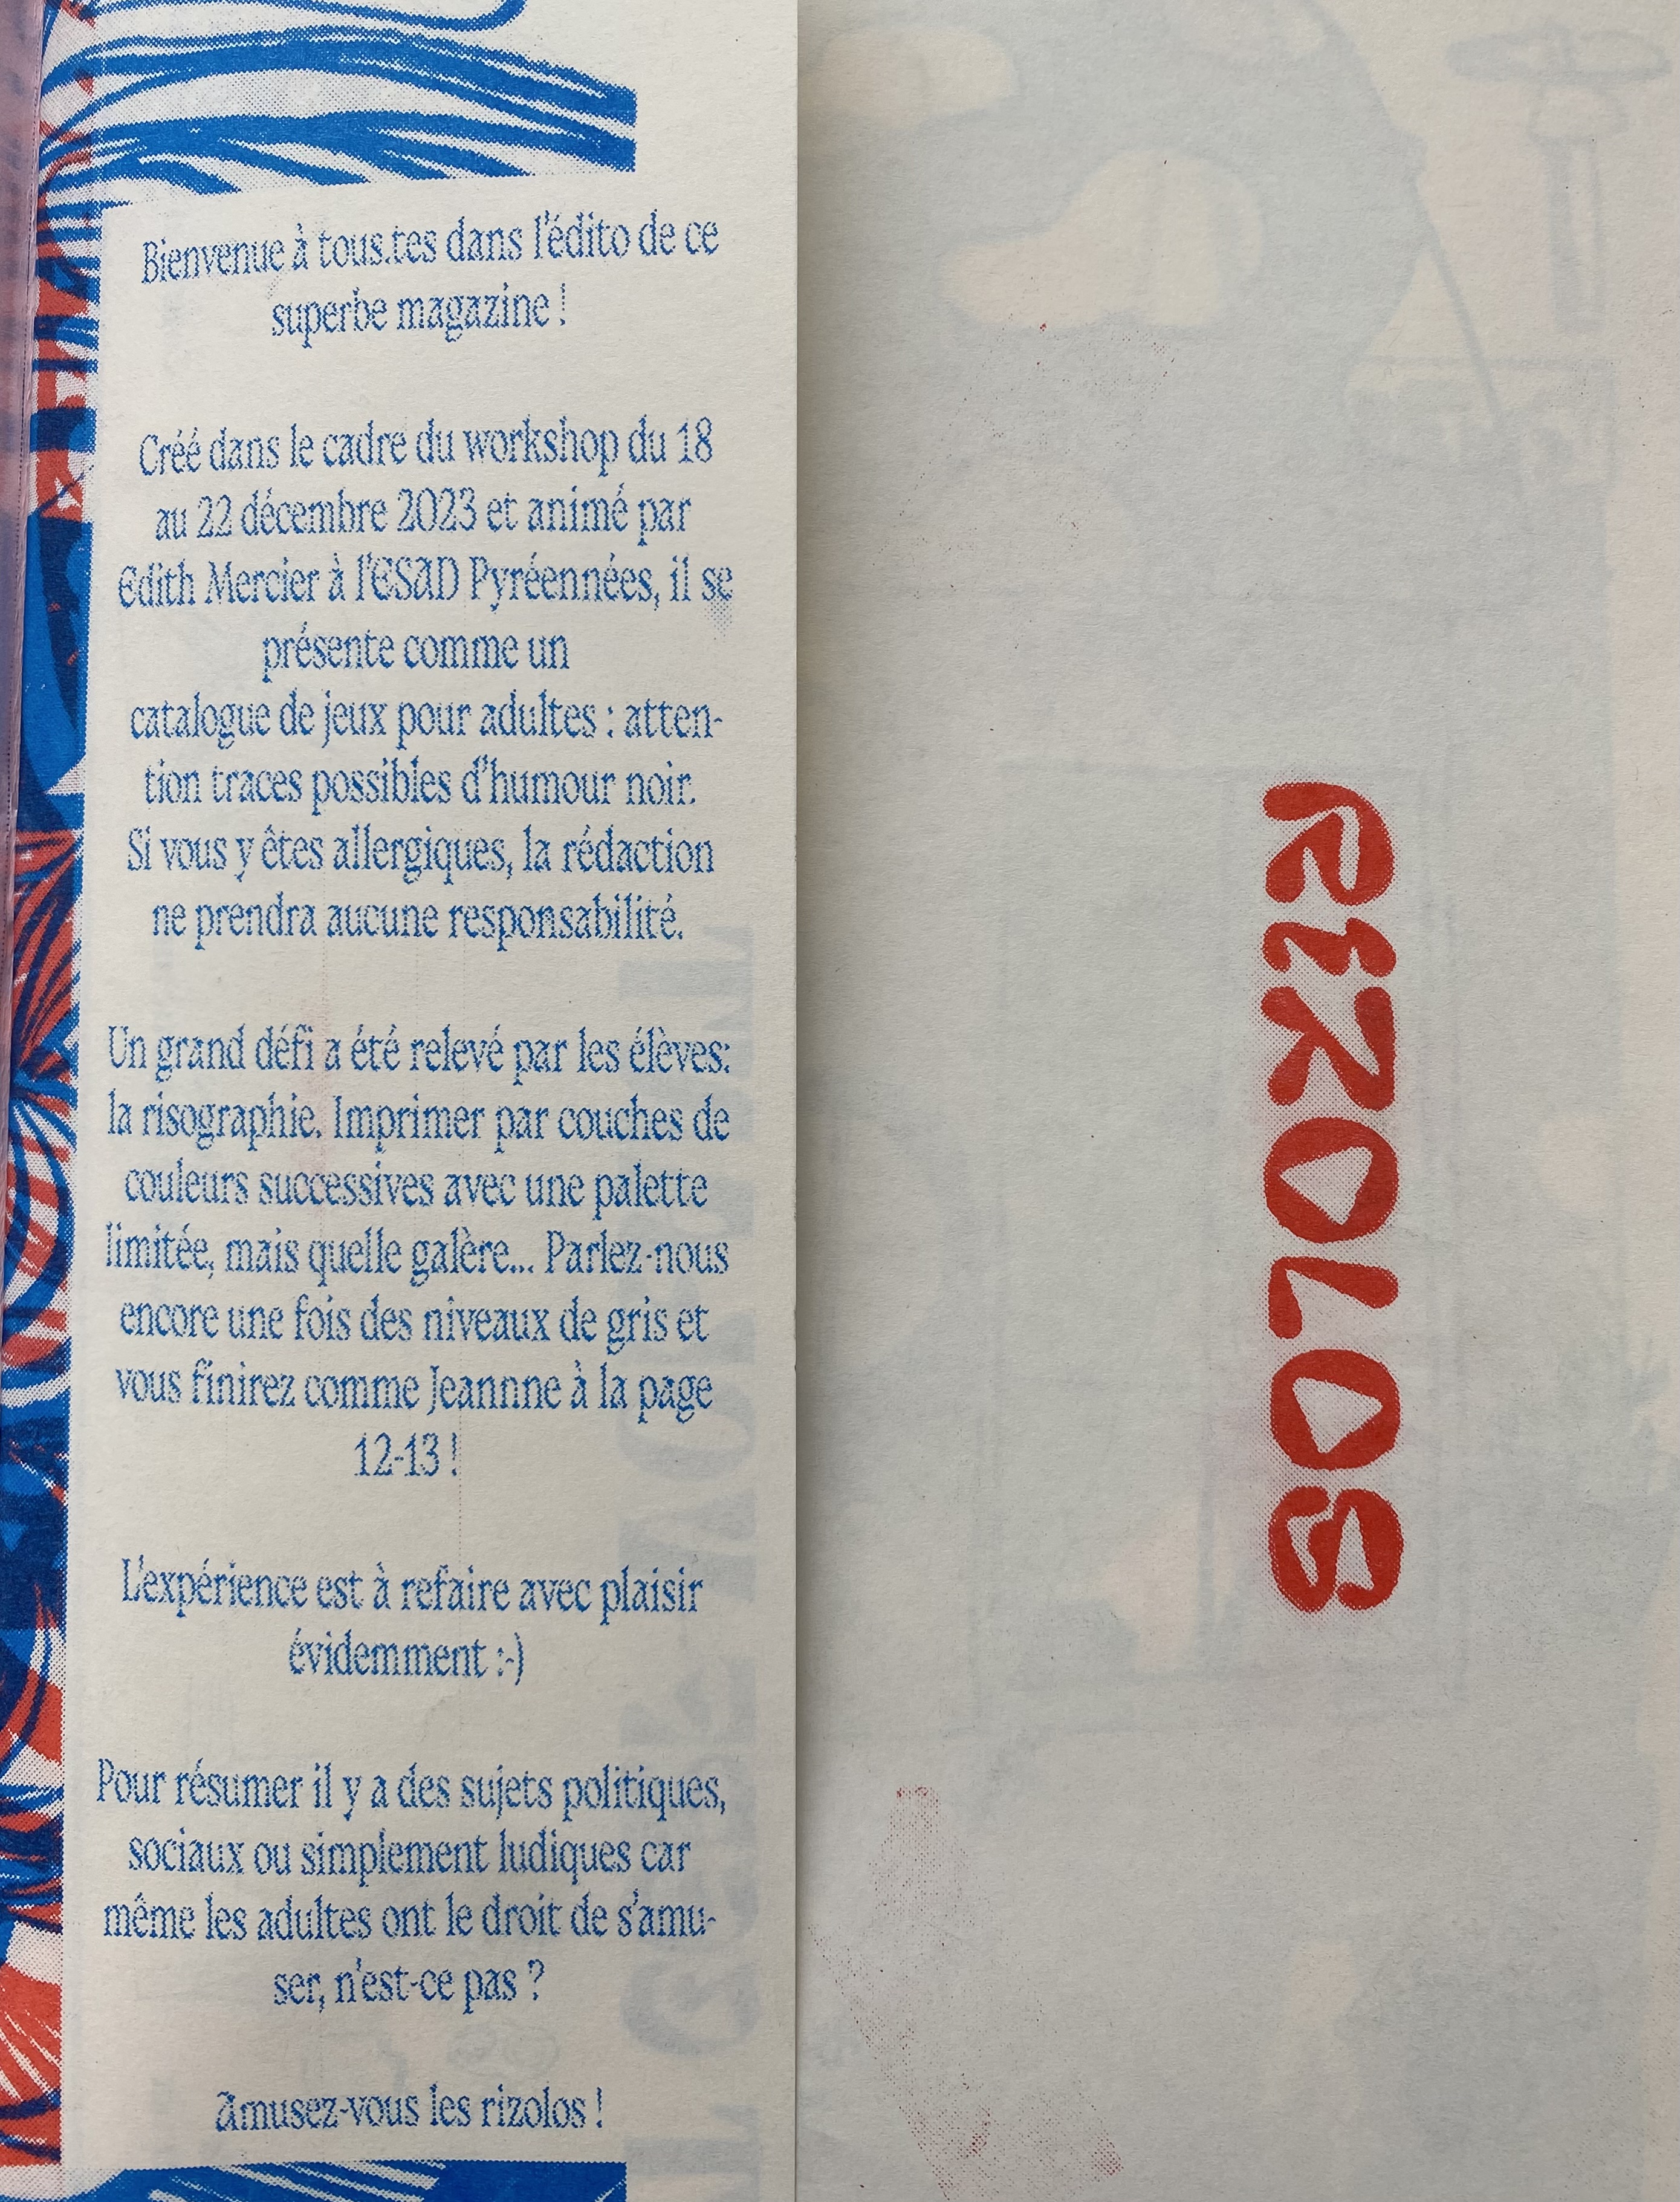 Bienvenue à tous.tes dans l'édito de ce
superbe magazine !
Créé dans le cadre du workshop du 18
au 22 décembre 2023 et animé par
Edith Mercier à l'ESAD Pyréennées, il se
présente comme un
catalogue de jeux pour adultes : atten-
tion traces possibles d'humour noir.
Si vous y êtes allergiques, la rédaction
ne prendra aucune responsabilité.
Un grand défi a été relevé par les élèves:
la risographie. Imprimer par couches de
couleurs successives avec une palette
limitée, mais quelle galère... Parlez-nous
encore une fois des niveaux de gris et
vous finirez comme Jeannne à la page
12-13 !
L'expérience est à refaire avec plaisir
évidemment :-)
Pour résumer il y a des sujets politiques,
sociaux ou simplement ludiques car
même les adultes ont le droit de s'amu-
ser, n'est-ce pas ?
Amusez-vous les rizolos !
RIZOLOS